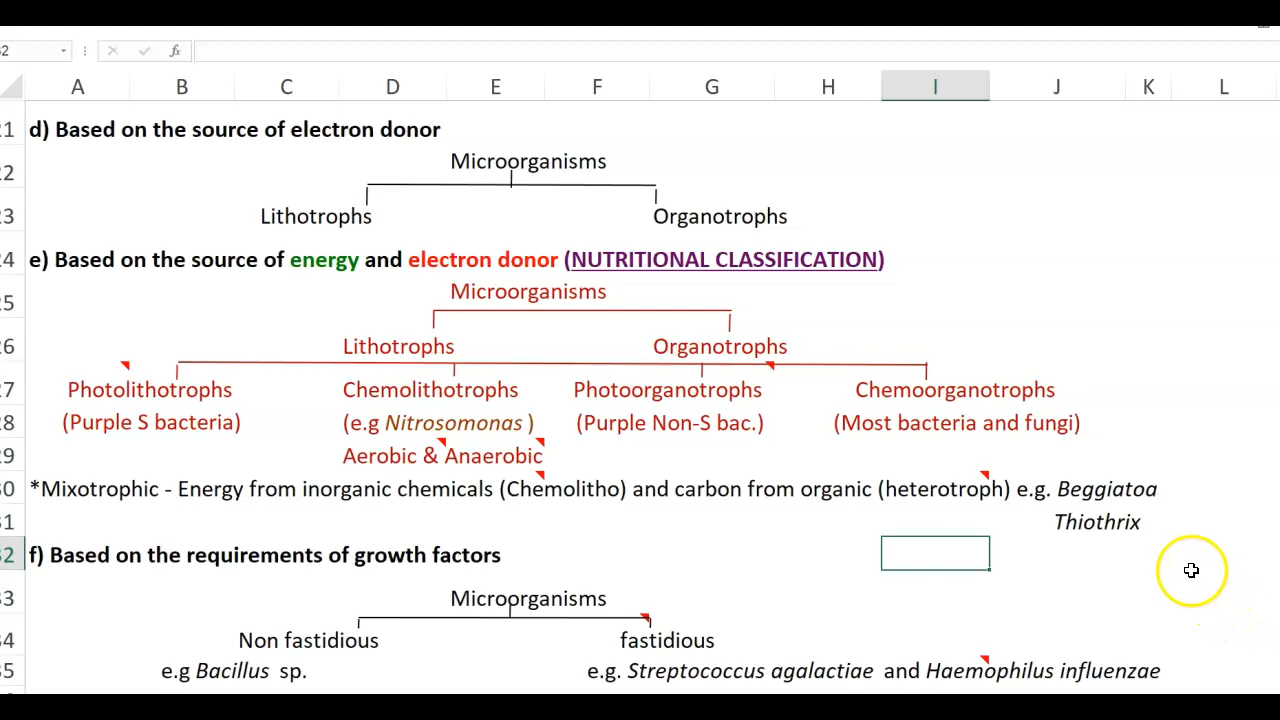 32
fx
A B C D E F G H I J K L
21 d) Based on the source of electron donor
22 Microorganisms
23 Lithotrophs Organotrophs
24 e) Based on the source of energy and electron donor (NUTRITIONAL CLASSIFICATION)
25 Microorganisms
26 Lithotrophs Organotrophs
27 Photolithotrophs Chemolithotrophs Photoorganotrophs Chemoorganotrophs
28 (Purple S bacteria) (e.g Nitrosomonas ) (Purple Non-S bac.) (Most bacteria and fungi)
29 Aerobic & Anaerobic
30 *Mixotrophic - Energy from inorganic chemicals (Chemolitho) and carbon from organic (heterotroph) e.g. Beggiatoa
31 Thiothrix
32 f) Based on the requirements of growth factors
33 Microorganisms
34 Non fastidious fastidious
35 e.g Bacillus sp. e.g. Streptococcus agalactiae and Haemophilus influenzae